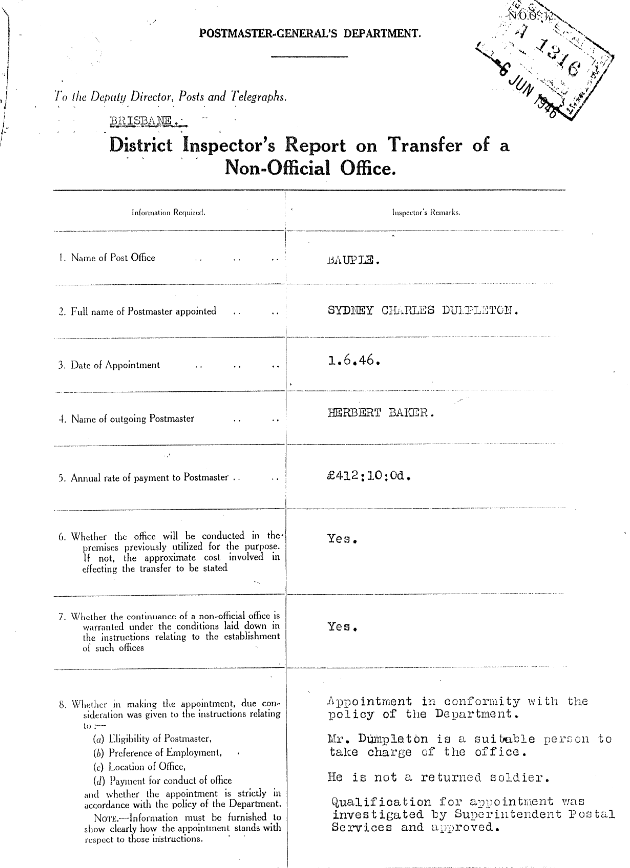 POSTMASTER-GENERAL'S DEPARTMENT.
1316
6 JUN 1946
To the Deputy Director, Posts and Telegraphs.
BRISBANE.
District Inspector's Report on Transfer of a
Non-Official Office.
Information Required.
Inspector's Remarks.
1. Name of Post Office . .. ..
BAUPLE.
2. Full name of Postmaster appointed .. ..
SYDNEY CHARLES DUMPLETON.
3. Date of Appointment .. .. ..
1.6.46.
4. Name of outgoing Postmaster .. ..
HERBERT BAKER.
5. Annual rate of payment to Postmaster .. ..
£412:10:0d.
6. Whether the office will be conducted in the
premises previously utilized for the purpose.
If not, the approximate cost involved in
effecting the transfer to be stated
Yes.
7. Whether the continuance of a non-official office is
warranted under the conditions laid down in
the instructions relating to the establishment
of such offices
Yes.
8. Whether in making the appointment, due con-
sideration was given to the instructions relating
to :—
(a) Eligibility of Postmaster,
(b) Preference of Employment,
(c) Location of Office,
(d) Payment for conduct of office
and whether the appointment is strictly in
accordance with the policy of the Department.
NOTE.—Information must be furnished to
show clearly how the appointment stands with
respect to those instructions.
Appointment in conformity with the
policy of the Department.
Mr. Dumpleton is a suitable person to
take charge of the office.
He is not a returned soldier.
Qualification for appointment was
investigated by Superintendent Postal
Services and approved.